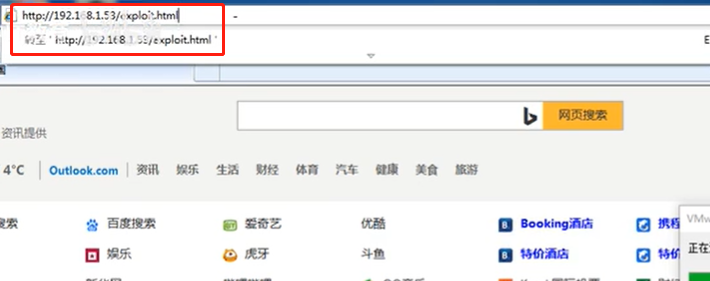 http://192.168.1.53/exploit.html
转至 ' http://192.168.1.53/exploit.html '
E
网页搜索
资讯提供
4°C Outlook.com 资讯 娱乐 生活 财经 体育 汽车 健康 美食 旅游
搜索 百度搜索 爱奇艺 优酷 Booking酒店 携程
娱乐 虎牙 斗鱼 特价酒店 特价
VMw
正在